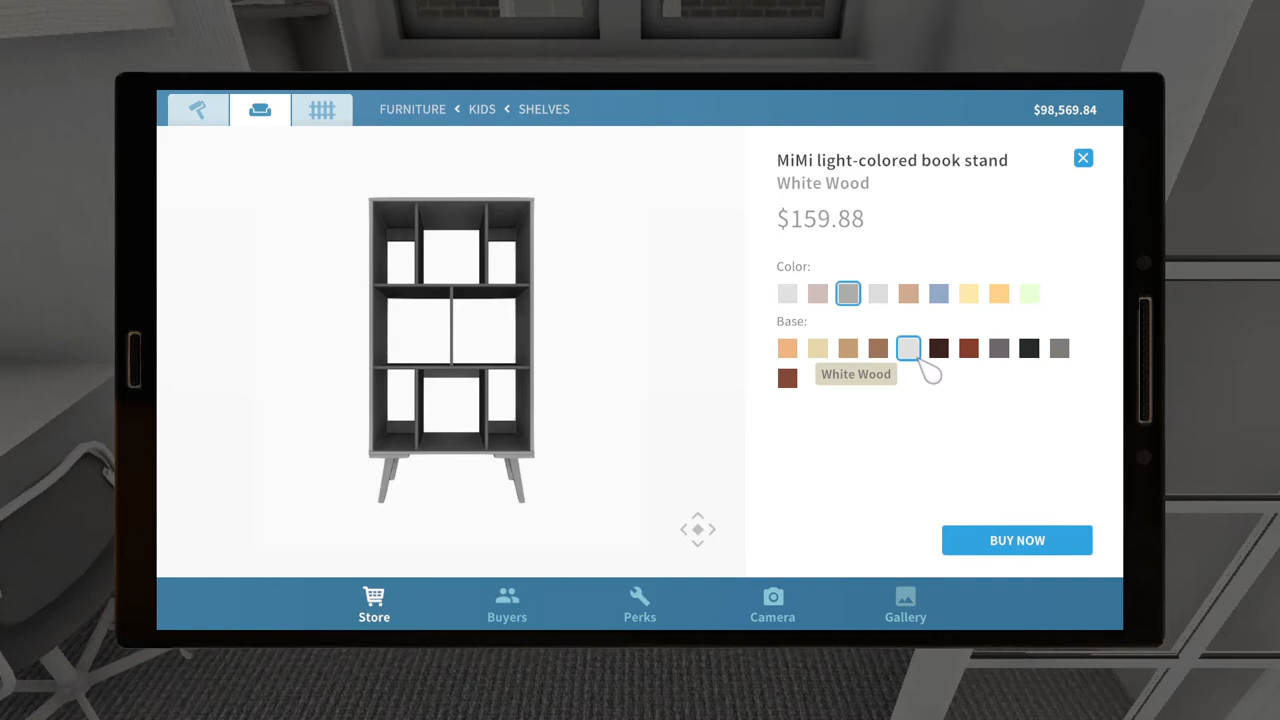 FURNITURE < KIDS < SHELVES
$98,569.84
MiMi light-colored book stand
White Wood
$159.88
Color:
Base:
White Wood
BUY NOW
Store
Buyers
Perks
Camera
Gallery